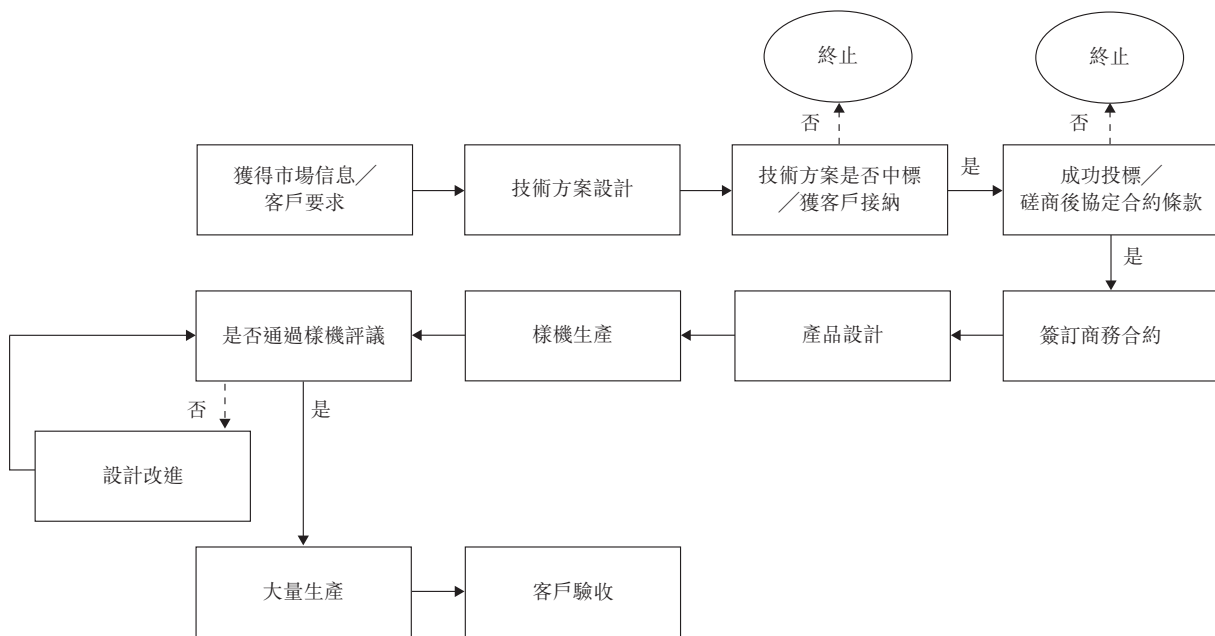 終止
終止
否
否
獲得市場信息／
客戶要求
技術方案設計
技術方案是否中標
／獲客戶接納
是
成功投標／
磋商後協定合約條款
是
是否通過樣機評議
樣機生產
產品設計
簽訂商務合約
否
是
設計改進
大量生產
客戶驗收